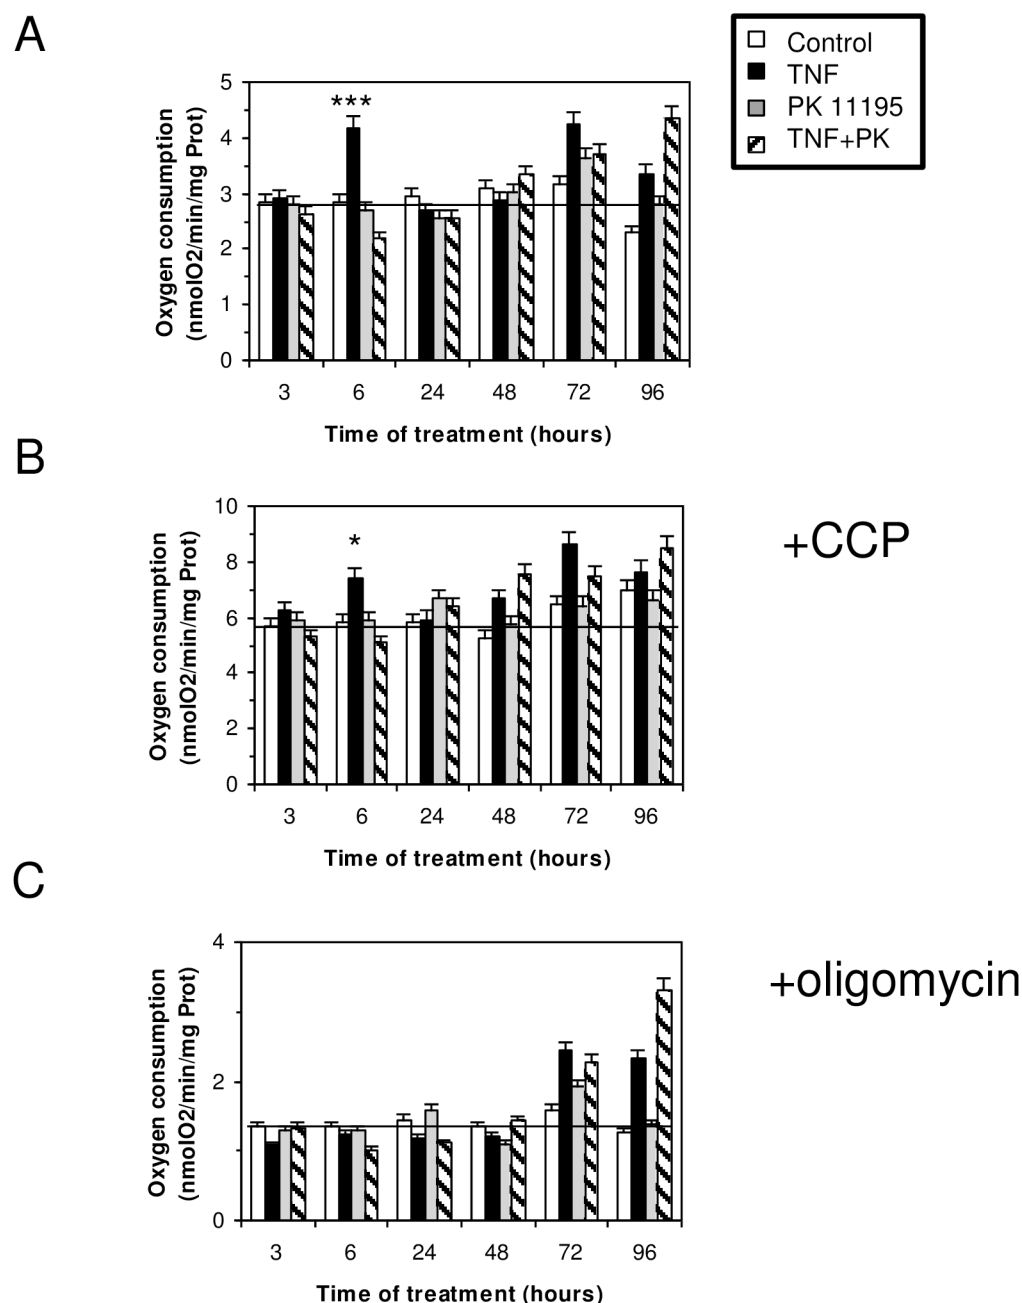 A
Control
TNF
PK 11195
TNF+PK
Oxygen consumption
(nmolO2/min/mg Prot)
5
4
3
2
1
0
***
3 6 24 48 72 96
Time of treatment (hours)
B
+CCP
Oxygen consumption
(nmolO2/min/mg Prot)
10
8
6
4
2
0
*
3 6 24 48 72 96
Time of treatment (hours)
C
+oligomycin
Oxygen consumption
(nmolO2/min/mg Prot)
4
2
0
3 6 24 48 72 96
Time of treatment (hours)